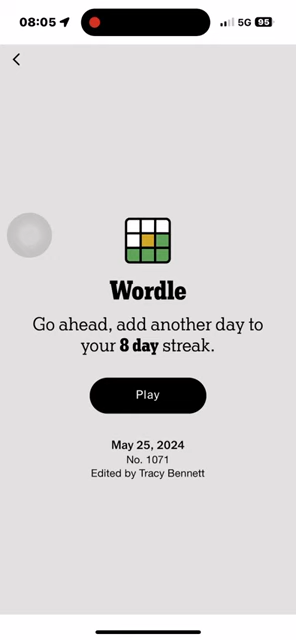 08:05 5G 95
Wordle
Go ahead, add another day to
your 8 day streak.
Play
May 25, 2024
No. 1071
Edited by Tracy Bennett